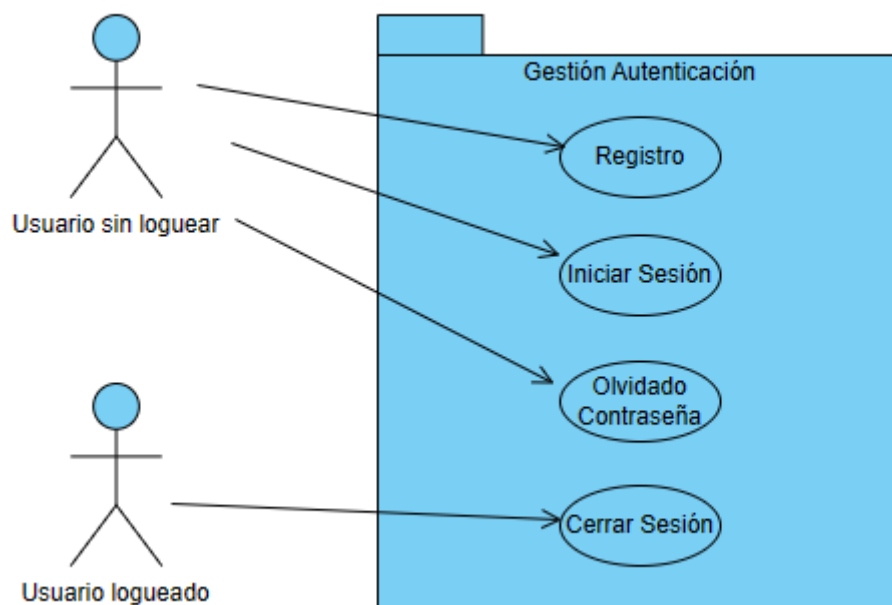 Gestión Autenticación
Registro
Usuario sin loguear
Iniciar Sesión
Olvidado
Contraseña
Cerrar Sesión
Usuario logueado